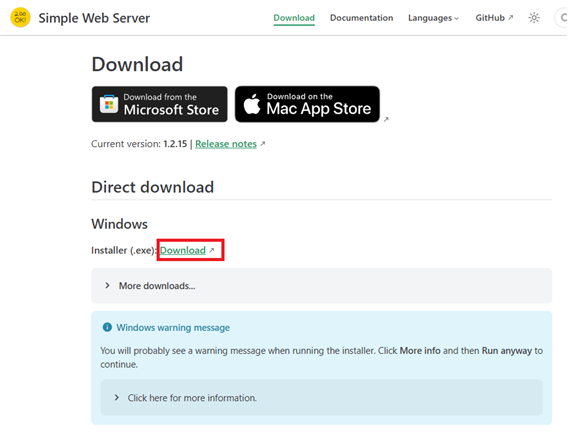 200 OK!
Simple Web Server
Download
Documentation
Languages
GitHub
Download
Download from the
Microsoft Store
Download on the
Mac App Store
Current version: 1.2.15 | Release notes
Direct download
Windows
Installer (.exe): Download
More downloads...
Windows warning message
You will probably see a warning message when running the installer. Click More info and then Run anyway to
continue.
Click here for more information.